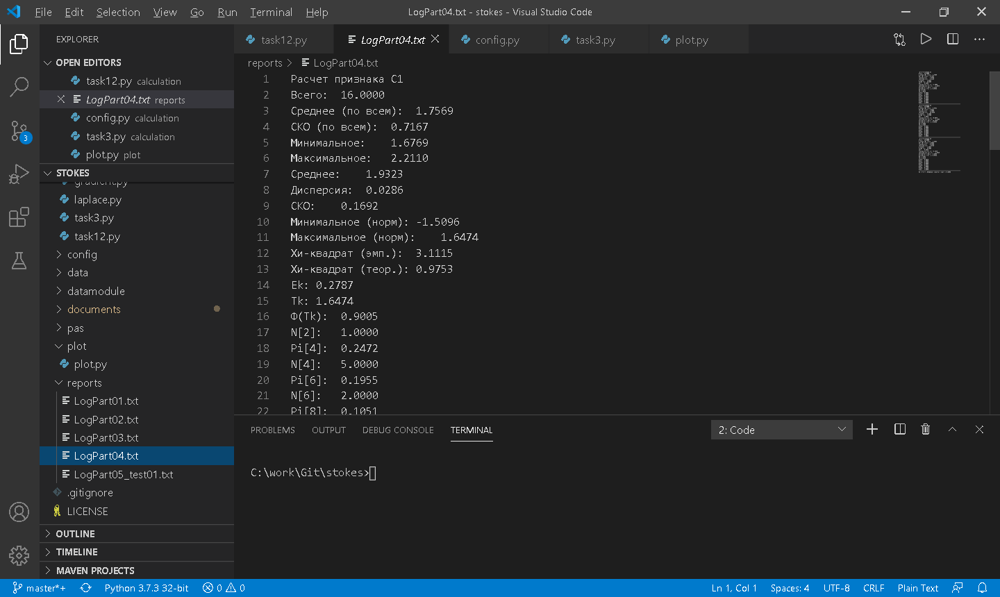 File Edit Selection View Go Run Terminal Help
LogPart04.txt - stokes - Visual Studio Code
EXPLORER
OPEN EDITORS
task12.py calculation
LogPart04.txt reports
config.py calculation
task3.py calculation
plot.py plot
STOKES
gradient.py
laplace.py
task3.py
task12.py
config
data
datamodule
documents
pas
plot
plot.py
reports
LogPart01.txt
LogPart02.txt
LogPart03.txt
LogPart04.txt
LogPart05_test01.txt
.gitignore
LICENSE
OUTLINE
TIMELINE
MAVEN PROJECTS
3
task12.py LogPart04.txt config.py task3.py plot.py
reports > LogPart04.txt
1 Расчет признака C1
2 Всего: 16.0000
3 Среднее (по всем): 1.7569
4 СКО (по всем): 0.7167
5 Минимальное: 1.6769
6 Максимальное: 2.2110
7 Среднее: 1.9323
8 Дисперсия: 0.0286
9 СКО: 0.1692
10 Минимальное (норм): -1.5096
11 Максимальное (норм): 1.6474
12 Хи-квадрат (эмп.): 3.1115
13 Хи-квадрат (теор.): 0.9753
14 Ek: 0.2787
15 Tk: 1.6474
16 Ф(Tk): 0.9005
17 N[2]: 1.0000
18 Pi[4]: 0.2472
19 N[4]: 5.0000
20 Pi[6]: 0.1955
21 N[6]: 2.0000
22 Pi[8]: 0.1051
PROBLEMS OUTPUT DEBUG CONSOLE TERMINAL
2: Code
C:\work\Git\stokes>
master*+ Python 3.7.3 32-bit 0 0 Ln 1, Col 1 Spaces: 4 UTF-8 CRLF Plain Text